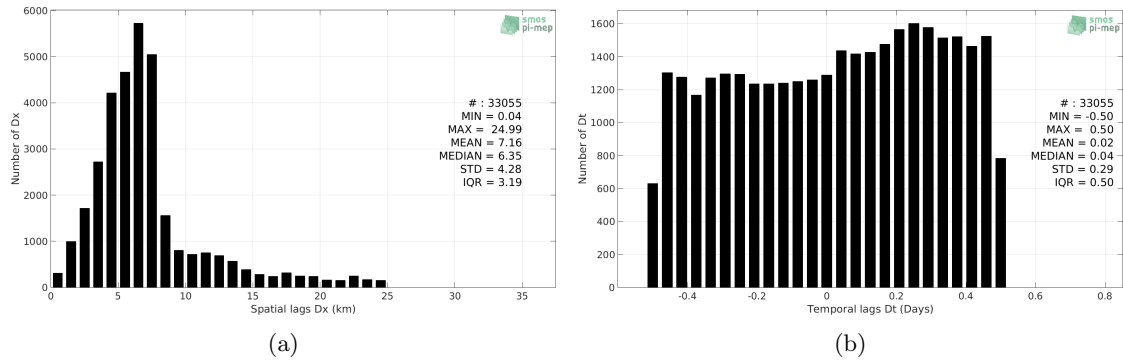 6000
5000
4000
3000
2000
1000
0
Number of Dx
0 5 10 15 20 25 30 35
Spatial lags Dx (km)
smos
pi-mep
# : 33055
MIN = 0.04
MAX = 24.99
MEAN = 7.16
MEDIAN = 6.35
STD = 4.28
IQR = 3.19
(a)
1600
1400
1200
1000
800
600
400
200
0
Number of Dt
-0.4 -0.2 0 0.2 0.4 0.6 0.8
Temporal lags Dt (Days)
smos
pi-mep
# : 33055
MIN = -0.50
MAX = 0.50
MEAN = 0.02
MEDIAN = 0.04
STD = 0.29
IQR = 0.50
(b)